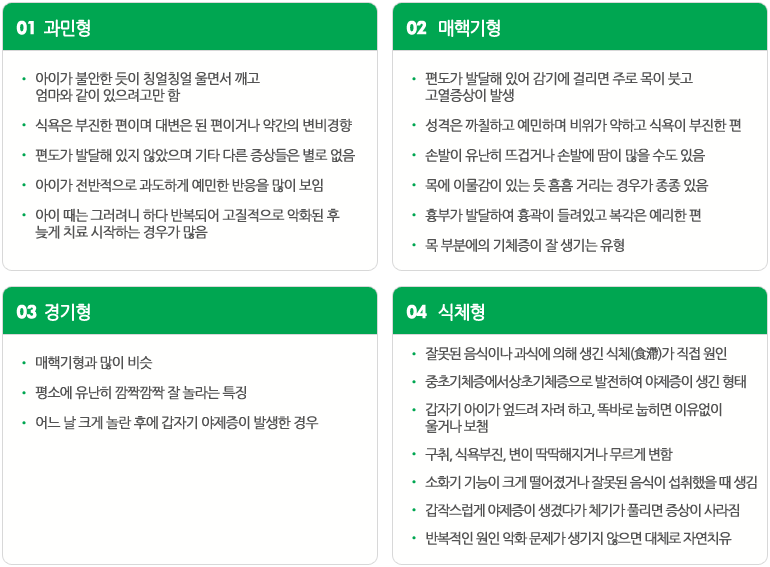 01 과민형
• 아이가 불안한 듯이 칭얼칭얼 울면서 깨고
엄마와 같이 있으려고만 함
• 식욕은 부진한 편이며 대변은 된 편이거나 약간의 변비경향
• 편도가 발달해 있지 않았으며 기타 다른 증상들은 별로 없음
• 아이가 전반적으로 과도하게 예민한 반응을 많이 보임
• 아이 때는 그러려니 하다 반복되어 고질적으로 악화된 후
늦게 치료 시작하는 경우가 많음
02 매핵기형
• 편도가 발달해 있어 감기에 걸리면 주로 목이 붓고
고열증상이 발생
• 성격은 까칠하고 예민하며 비위가 약하고 식욕이 부진한 편
• 손발이 유난히 뜨겁거나 손발에 땀이 많을 수도 있음
• 목에 이물감이 있는 듯 흠흠 거리는 경우가 종종 있음
• 흉부가 발달하여 흉곽이 들려있고 복각은 예리한 편
• 목 부분에의 기체증이 잘 생기는 유형
03 경기형
• 매핵기형과 많이 비슷
• 평소에 유난히 깜짝깜짝 잘 놀라는 특징
• 어느 날 크게 놀란 후에 갑자기 야제증이 발생한 경우
04 식체형
• 잘못된 음식이나 과식에 의해 생긴 식체(食滯)가 직접 원인
• 중초기체증에서상초기체증으로 발전하여 야제증이 생긴 형태
• 갑자기 아이가 엎드려 자려 하고, 똑바로 눕히면 이유없이
울거나 보챔
• 구취, 식욕부진, 변이 딱딱해지거나 무르게 변함
• 소화기 기능이 크게 떨어졌거나 잘못된 음식이 섭취했을 때 생김
• 갑작스럽게 야제증이 생겼다가 체기가 풀리면 증상이 사라짐
• 반복적인 원인 악화 문제가 생기지 않으면 대체로 자연치유